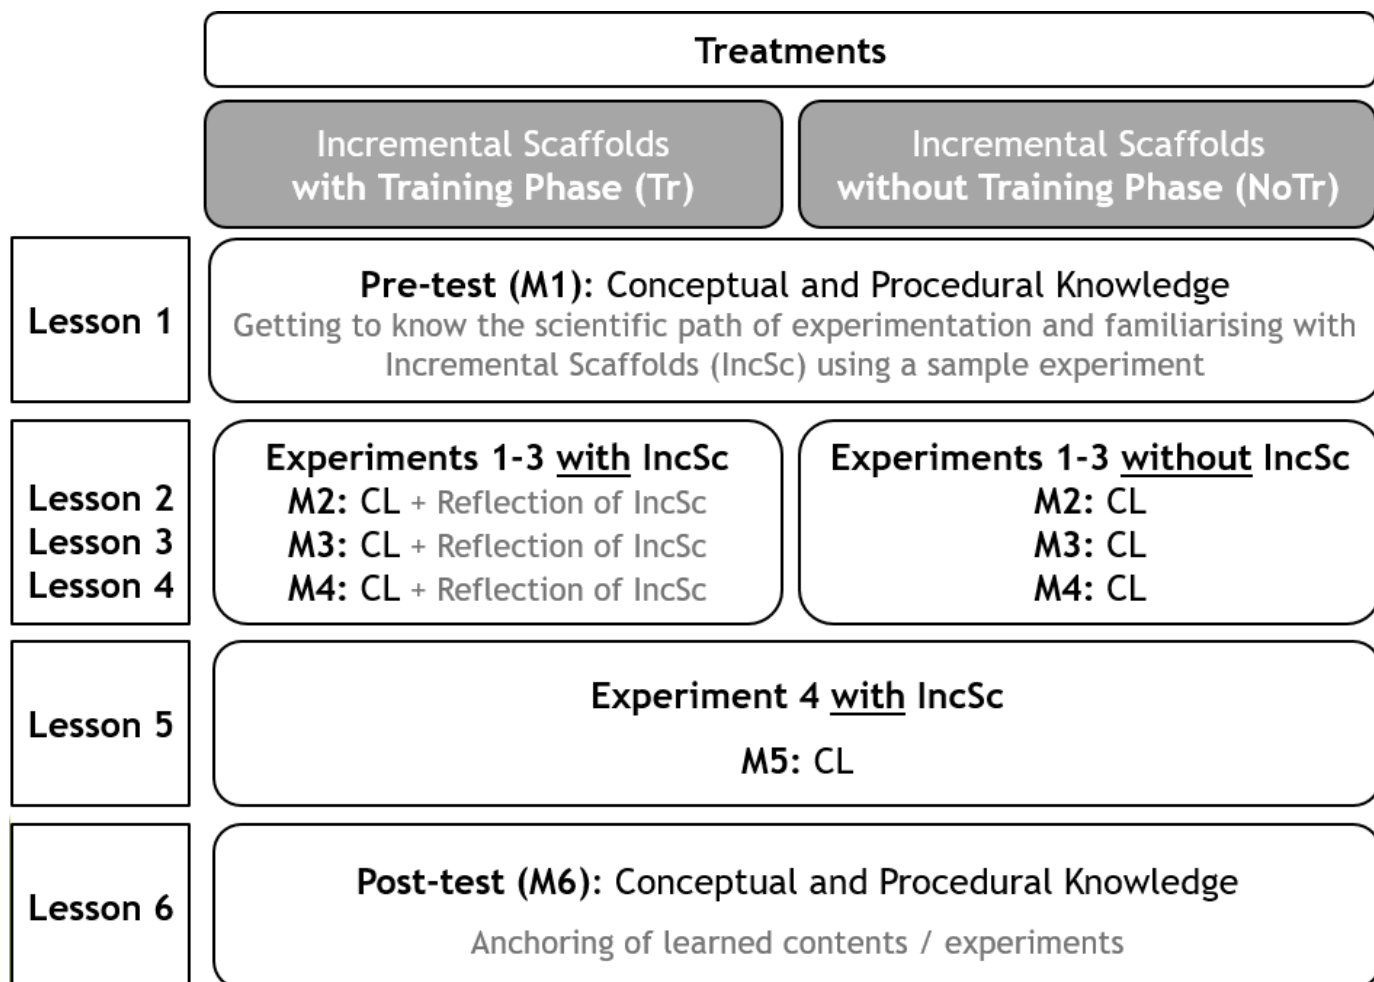 Treatments
Incremental Scaffolds
with Training Phase (Tr)
Incremental Scaffolds
without Training Phase (NoTr)
Lesson 1
Pre-test (M1): Conceptual and Procedural Knowledge
Getting to know the scientific path of experimentation and familiarising with
Incremental Scaffolds (IncSc) using a sample experiment
Lesson 2
Lesson 3
Lesson 4
Experiments 1-3 with IncSc
M2: CL + Reflection of IncSc
M3: CL + Reflection of IncSc
M4: CL + Reflection of IncSc
Experiments 1-3 without IncSc
M2: CL
M3: CL
M4: CL
Lesson 5
Experiment 4 with IncSc
M5: CL
Lesson 6
Post-test (M6): Conceptual and Procedural Knowledge
Anchoring of learned contents / experiments